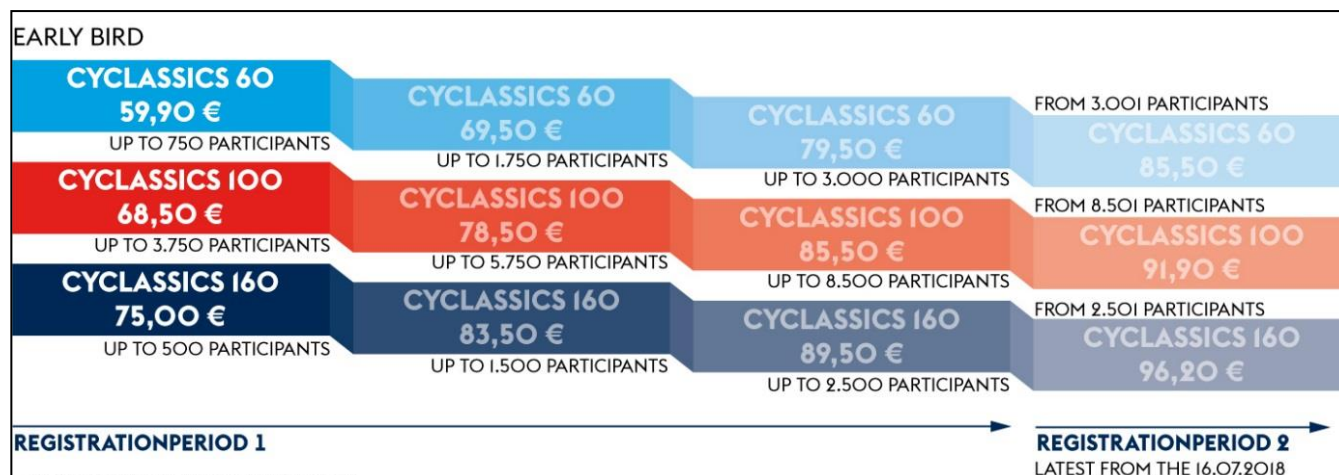 EARLY BIRD
CYCLASSICS 60
59,90 €
UP TO 750 PARTICIPANTS
CYCLASSICS 60
69,50 €
UP TO 1.750 PARTICIPANTS
CYCLASSICS 60
79,50 €
UP TO 3.000 PARTICIPANTS
FROM 3.001 PARTICIPANTS
CYCLASSICS 60
85,50 €
CYCLASSICS 100
68,50 €
UP TO 3.750 PARTICIPANTS
CYCLASSICS 100
78,50 €
UP TO 5.750 PARTICIPANTS
CYCLASSICS 100
85,50 €
UP TO 8.500 PARTICIPANTS
FROM 8.501 PARTICIPANTS
CYCLASSICS 100
91,90 €
CYCLASSICS 160
75,00 €
UP TO 500 PARTICIPANTS
CYCLASSICS 160
83,50 €
UP TO 1.500 PARTICIPANTS
CYCLASSICS 160
89,50 €
UP TO 2.500 PARTICIPANTS
FROM 2.501 PARTICIPANTS
CYCLASSICS 160
96,20 €
REGISTRATIONPERIOD 1
REGISTRATIONPERIOD 2
LATEST FROM THE 16.07.2018